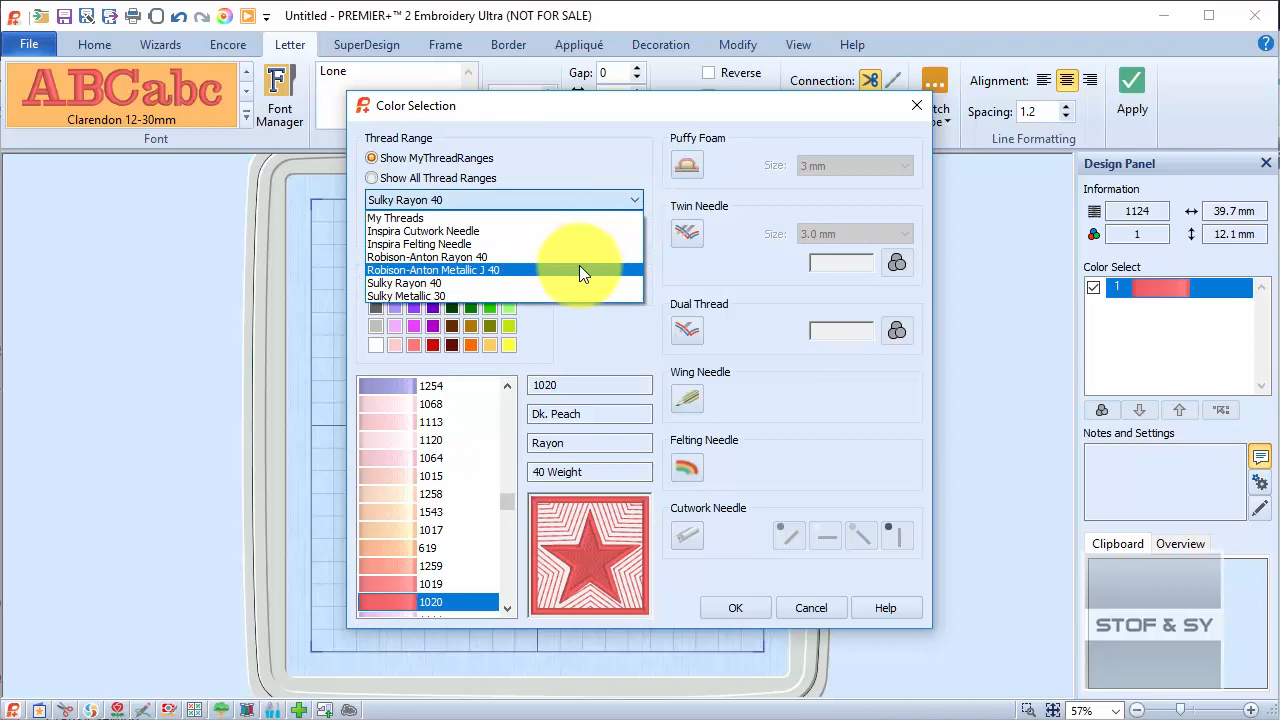 Untitled - PREMIER+™ 2 Embroidery Ultra (NOT FOR SALE)
File Home Wizards Encore Letter SuperDesign Frame Border Appliqué Decoration Modify View Help
ABCabc
Clarendon 12-30mm
Font
Font Manager
Lone
Gap: 0
Reverse
Connection:
Alignment:
Spacing: 1.2
Apply
Line Formatting
Color Selection
Thread Range
Show MyThreadRanges
Show All Thread Ranges
Sulky Rayon 40
My Threads
Inspira Cutwork Needle
Inspira Felting Needle
Robison-Anton Rayon 40
Robison-Anton Metallic J 40
Sulky Rayon 40
Sulky Metallic 30
1254
1068
1113
1120
1064
1015
1258
1543
1017
619
1259
1019
1020
1020
Dk. Peach
Rayon
40 Weight
Puffy Foam
Size: 3 mm
Twin Needle
Size: 3.0 mm
Dual Thread
Wing Needle
Felting Needle
Cutwork Needle
OK Cancel Help
Design Panel
Information
1124 39.7 mm
1 12.1 mm
Color Select
1
Notes and Settings
Clipboard Overview
STOF & SY
57%